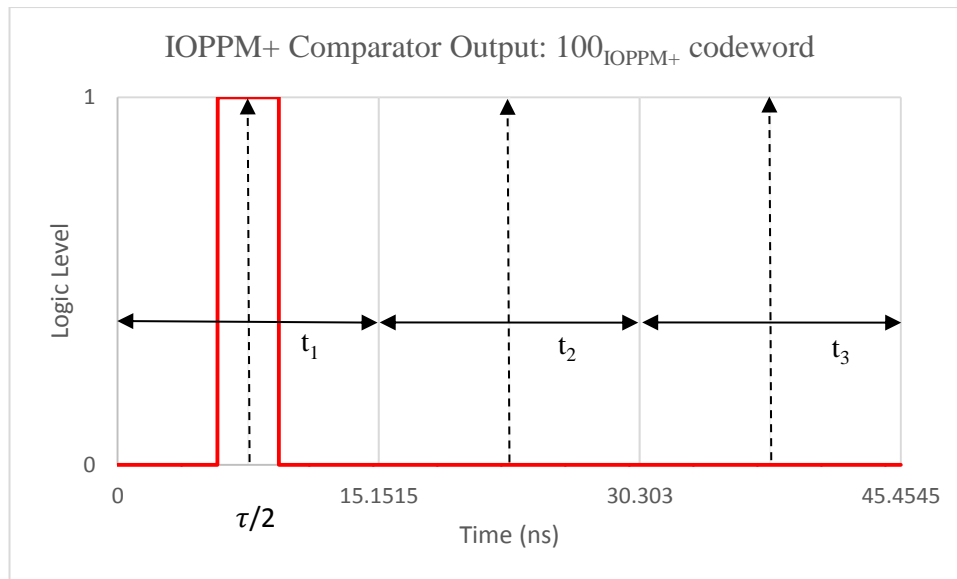 IOPPM+ Comparator Output: 100IOPPM+ codeword
1
Logic Level
t1
t2
t3
0
0
15.1515
30.303
45.4545
τ/2
Time (ns)